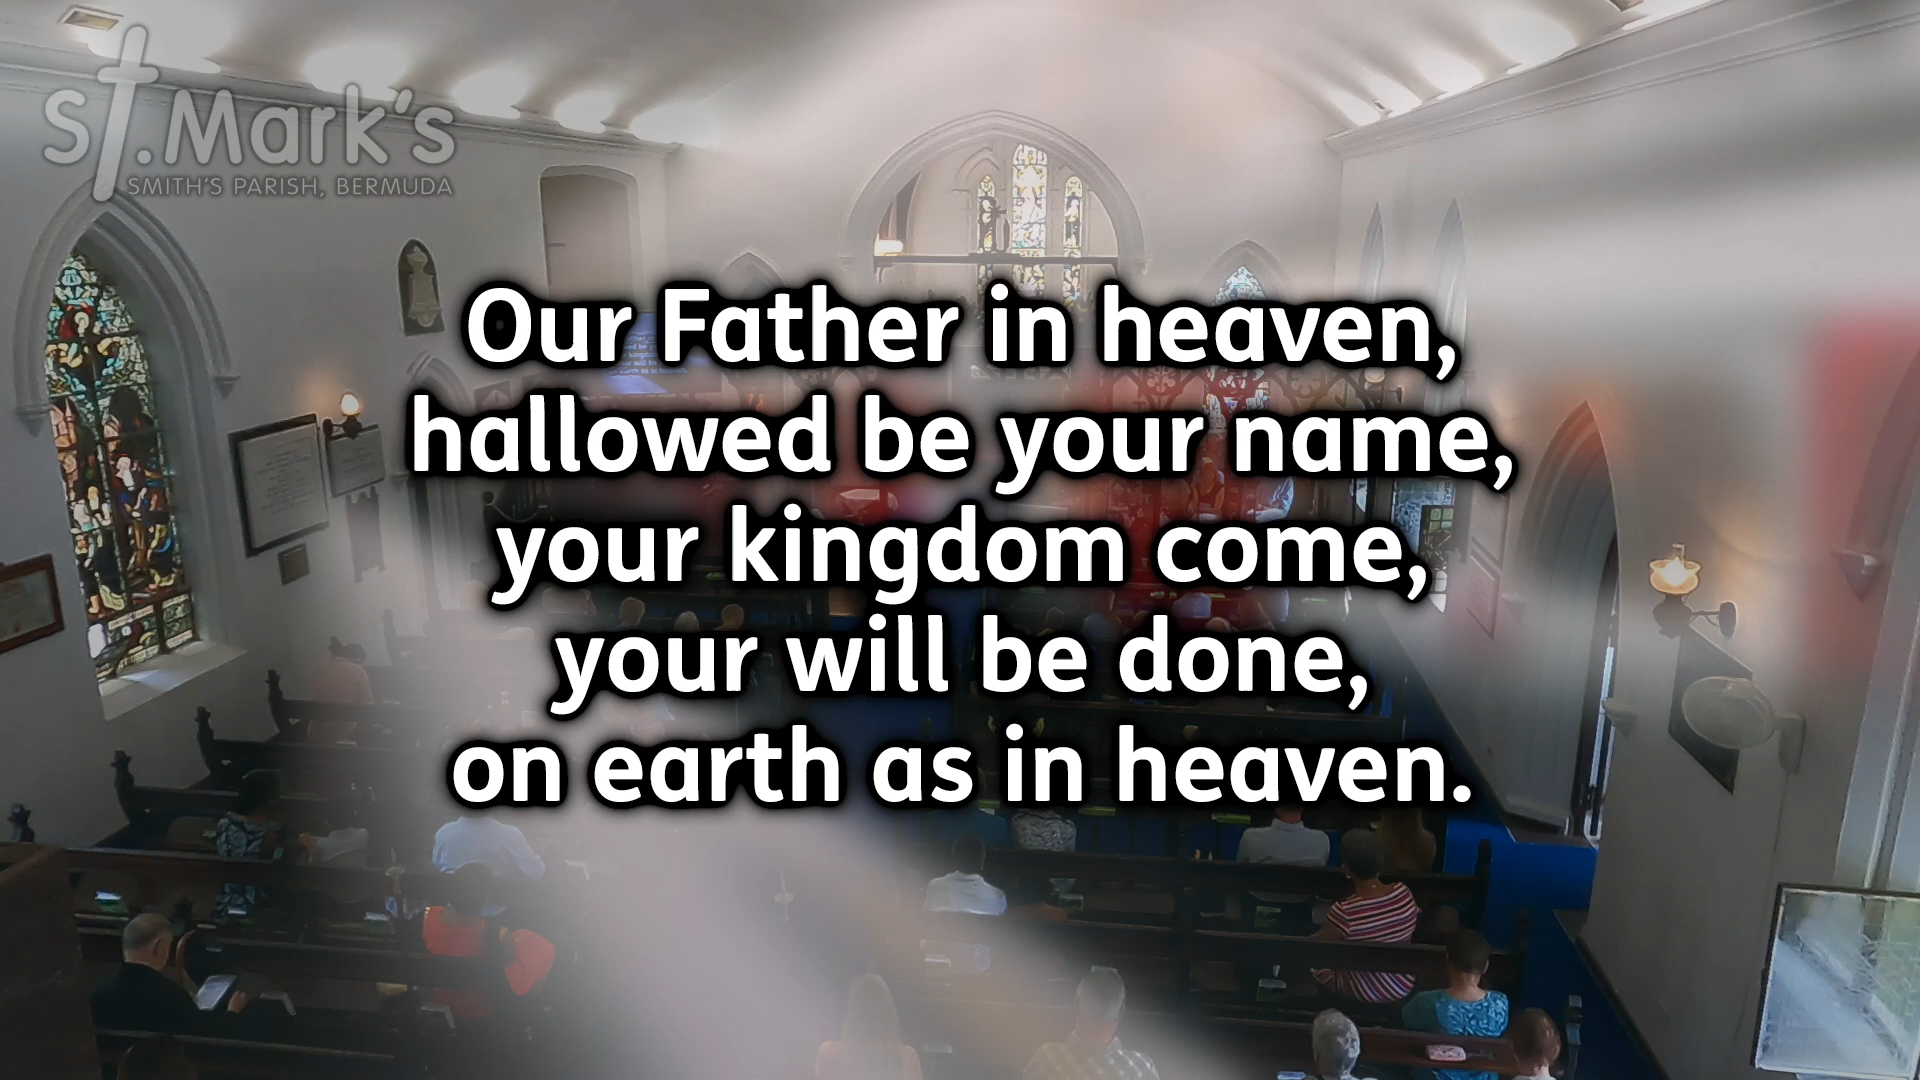 St. Mark's
SMITH'S PARISH, BERMUDA
Our Father in heaven,
hallowed be your name,
your kingdom come,
your will be done,
on earth as in heaven.